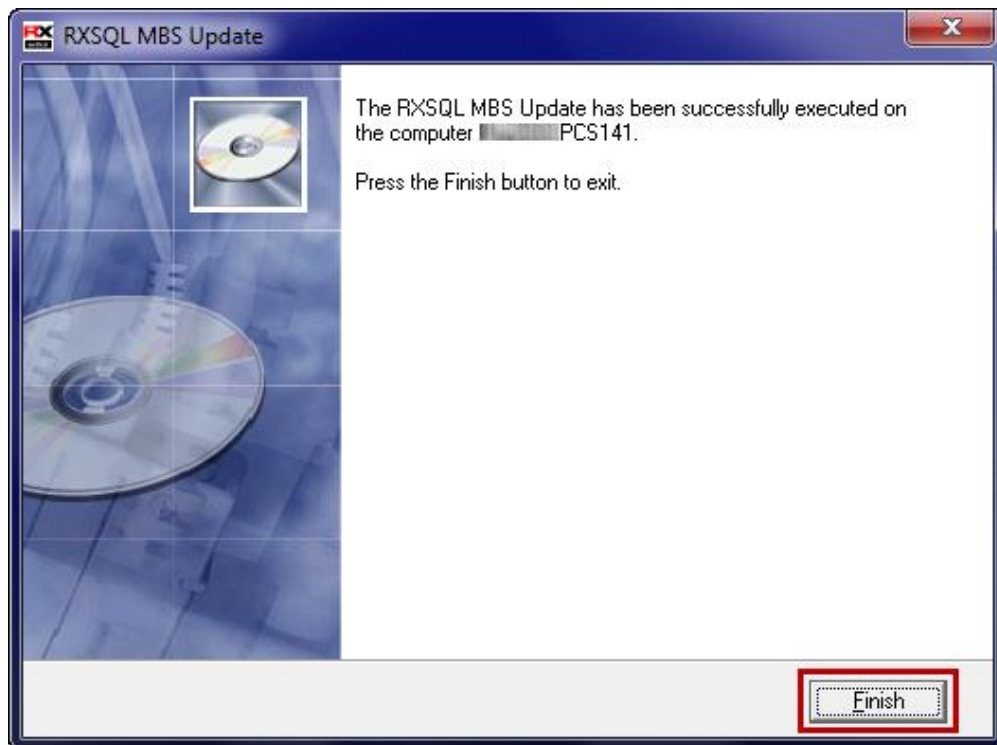 RXSQL MBS Update
The RXSQL MBS Update has been successfully executed on
the computer PCS141.
Press the Finish button to exit.
Finish